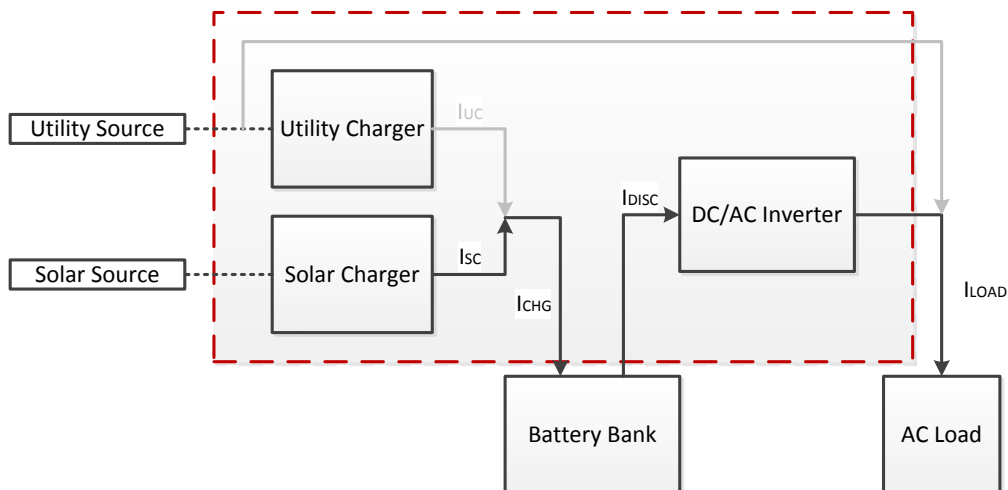 Utility Source
Utility Charger
IUC
Solar Source
Solar Charger
ISC
ICHG
IDISC
DC/AC Inverter
ILOAD
Battery Bank
AC Load